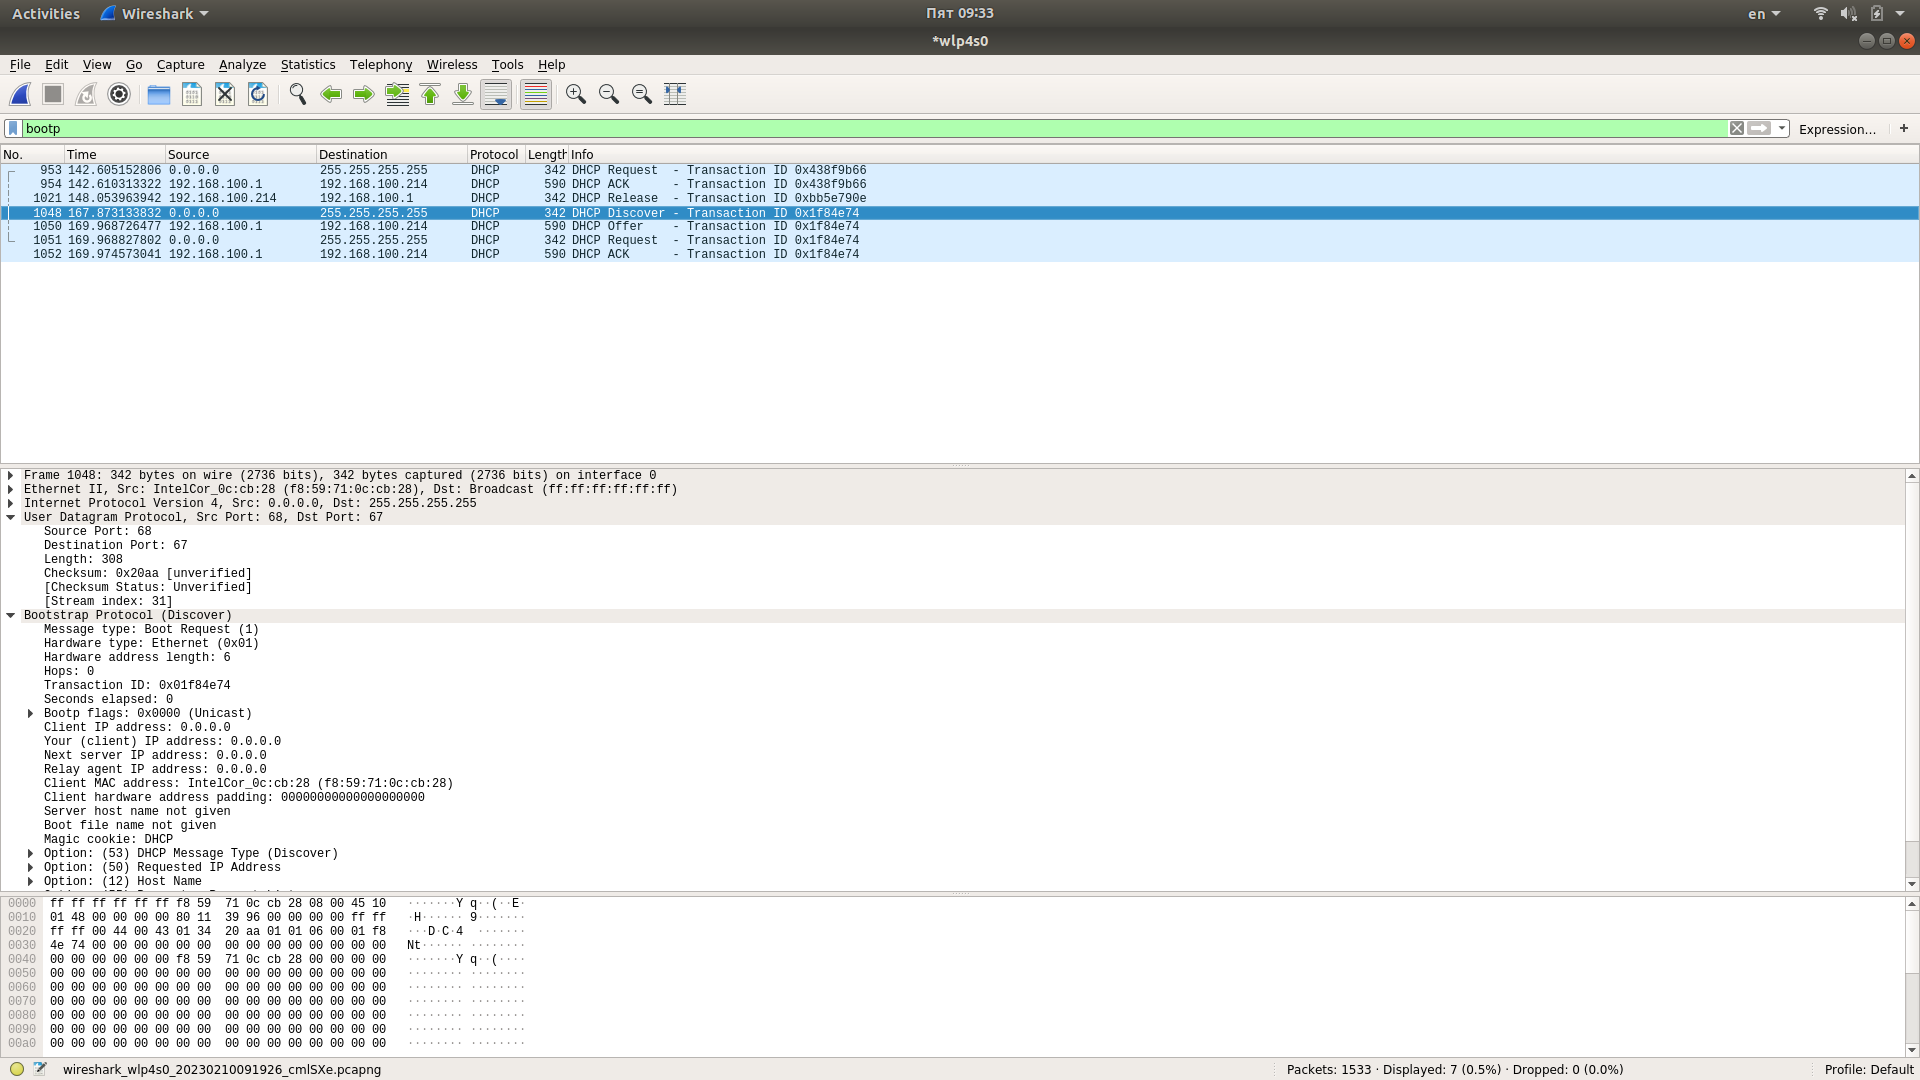 Activities Wireshark Пят 09:33 en
*wlp4s0
File Edit View Go Capture Analyze Statistics Telephony Wireless Tools Help
bootp Expression… +
No. Time Source Destination Protocol Length Info
953 142.605152806 0.0.0.0 255.255.255.255 DHCP 342 DHCP Request - Transaction ID 0x438f9b66
954 142.610313322 192.168.100.1 192.168.100.214 DHCP 590 DHCP ACK - Transaction ID 0x438f9b66
1021 148.053963942 192.168.100.214 192.168.100.1 DHCP 342 DHCP Release - Transaction ID 0xbb5e790e
1048 167.873133832 0.0.0.0 255.255.255.255 DHCP 342 DHCP Discover - Transaction ID 0x1f84e74
1050 169.968726477 192.168.100.1 192.168.100.214 DHCP 590 DHCP Offer - Transaction ID 0x1f84e74
1051 169.968827802 0.0.0.0 255.255.255.255 DHCP 342 DHCP Request - Transaction ID 0x1f84e74
1052 169.974573041 192.168.100.1 192.168.100.214 DHCP 590 DHCP ACK - Transaction ID 0x1f84e74
Frame 1048: 342 bytes on wire (2736 bits), 342 bytes captured (2736 bits) on interface 0
Ethernet II, Src: IntelCor_0c:cb:28 (f8:59:71:0c:cb:28), Dst: Broadcast (ff:ff:ff:ff:ff:ff)
Internet Protocol Version 4, Src: 0.0.0.0, Dst: 255.255.255.255
User Datagram Protocol, Src Port: 68, Dst Port: 67
Source Port: 68
Destination Port: 67
Length: 308
Checksum: 0x20aa [unverified]
[Checksum Status: Unverified]
[Stream index: 31]
Bootstrap Protocol (Discover)
Message type: Boot Request (1)
Hardware type: Ethernet (0x01)
Hardware address length: 6
Hops: 0
Transaction ID: 0x01f84e74
Seconds elapsed: 0
Bootp flags: 0x0000 (Unicast)
Client IP address: 0.0.0.0
Your (client) IP address: 0.0.0.0
Next server IP address: 0.0.0.0
Relay agent IP address: 0.0.0.0
Client MAC address: IntelCor_0c:cb:28 (f8:59:71:0c:cb:28)
Client hardware address padding: 00000000000000000000
Server host name not given
Boot file name not given
Magic cookie: DHCP
Option: (53) DHCP Message Type (Discover)
Option: (50) Requested IP Address
Option: (12) Host Name
0000 ff ff ff ff ff ff f8 59 71 0c cb 28 08 00 45 10 ·······Y q··(··E·
0010 01 48 00 00 00 00 80 11 39 96 00 00 00 00 ff ff ·H······ 9·······
0020 ff ff 00 44 00 43 01 34 20 aa 01 01 06 00 01 f8 ···D·C·4 ·······
0030 4e 74 00 00 00 00 00 00 00 00 00 00 00 00 00 00 Nt······ ········
0040 00 00 00 00 00 00 f8 59 71 0c cb 28 00 00 00 00 ·······Y q··(····
0050 00 00 00 00 00 00 00 00 00 00 00 00 00 00 00 00 ········ ········
0060 00 00 00 00 00 00 00 00 00 00 00 00 00 00 00 00 ········ ········
0070 00 00 00 00 00 00 00 00 00 00 00 00 00 00 00 00 ········ ········
0080 00 00 00 00 00 00 00 00 00 00 00 00 00 00 00 00 ········ ········
0090 00 00 00 00 00 00 00 00 00 00 00 00 00 00 00 00 ········ ········
00a0 00 00 00 00 00 00 00 00 00 00 00 00 00 00 00 00 ········ ········
wireshark_wlp4s0_20230210091926_cmlSXe.pcapng Packets: 1533 · Displayed: 7 (0.5%) · Dropped: 0 (0.0%) Profile: Default